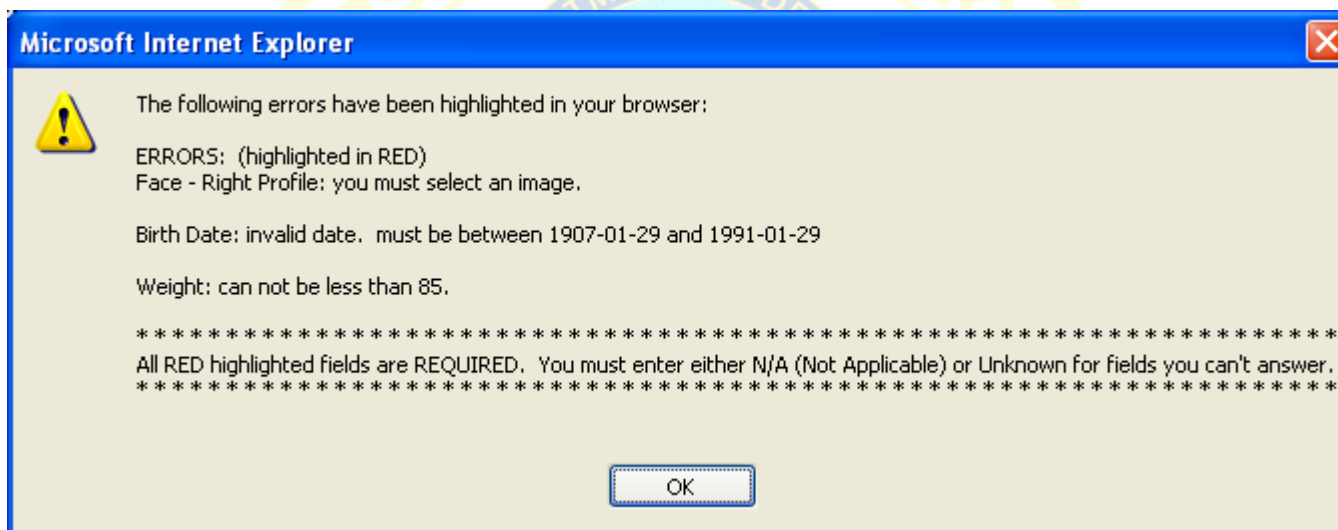 Microsoft Internet Explorer
The following errors have been highlighted in your browser:
ERRORS:  (highlighted in RED)
Face - Right Profile: you must select an image.
Birth Date: invalid date.  must be between 1907-01-29 and 1991-01-29
Weight: can not be less than 85.
* * * * * * * * * * * * * * * * * * * * * * * * * * * * * * * * * * * * * * * * * * * * * * * * * * * * * * * * * * * * * * * * * * *
All RED highlighted fields are REQUIRED.  You must enter either N/A (Not Applicable) or Unknown for fields you can't answer.
* * * * * * * * * * * * * * * * * * * * * * * * * * * * * * * * * * * * * * * * * * * * * * * * * * * * * * * * * * * * * * * * * * *
OK